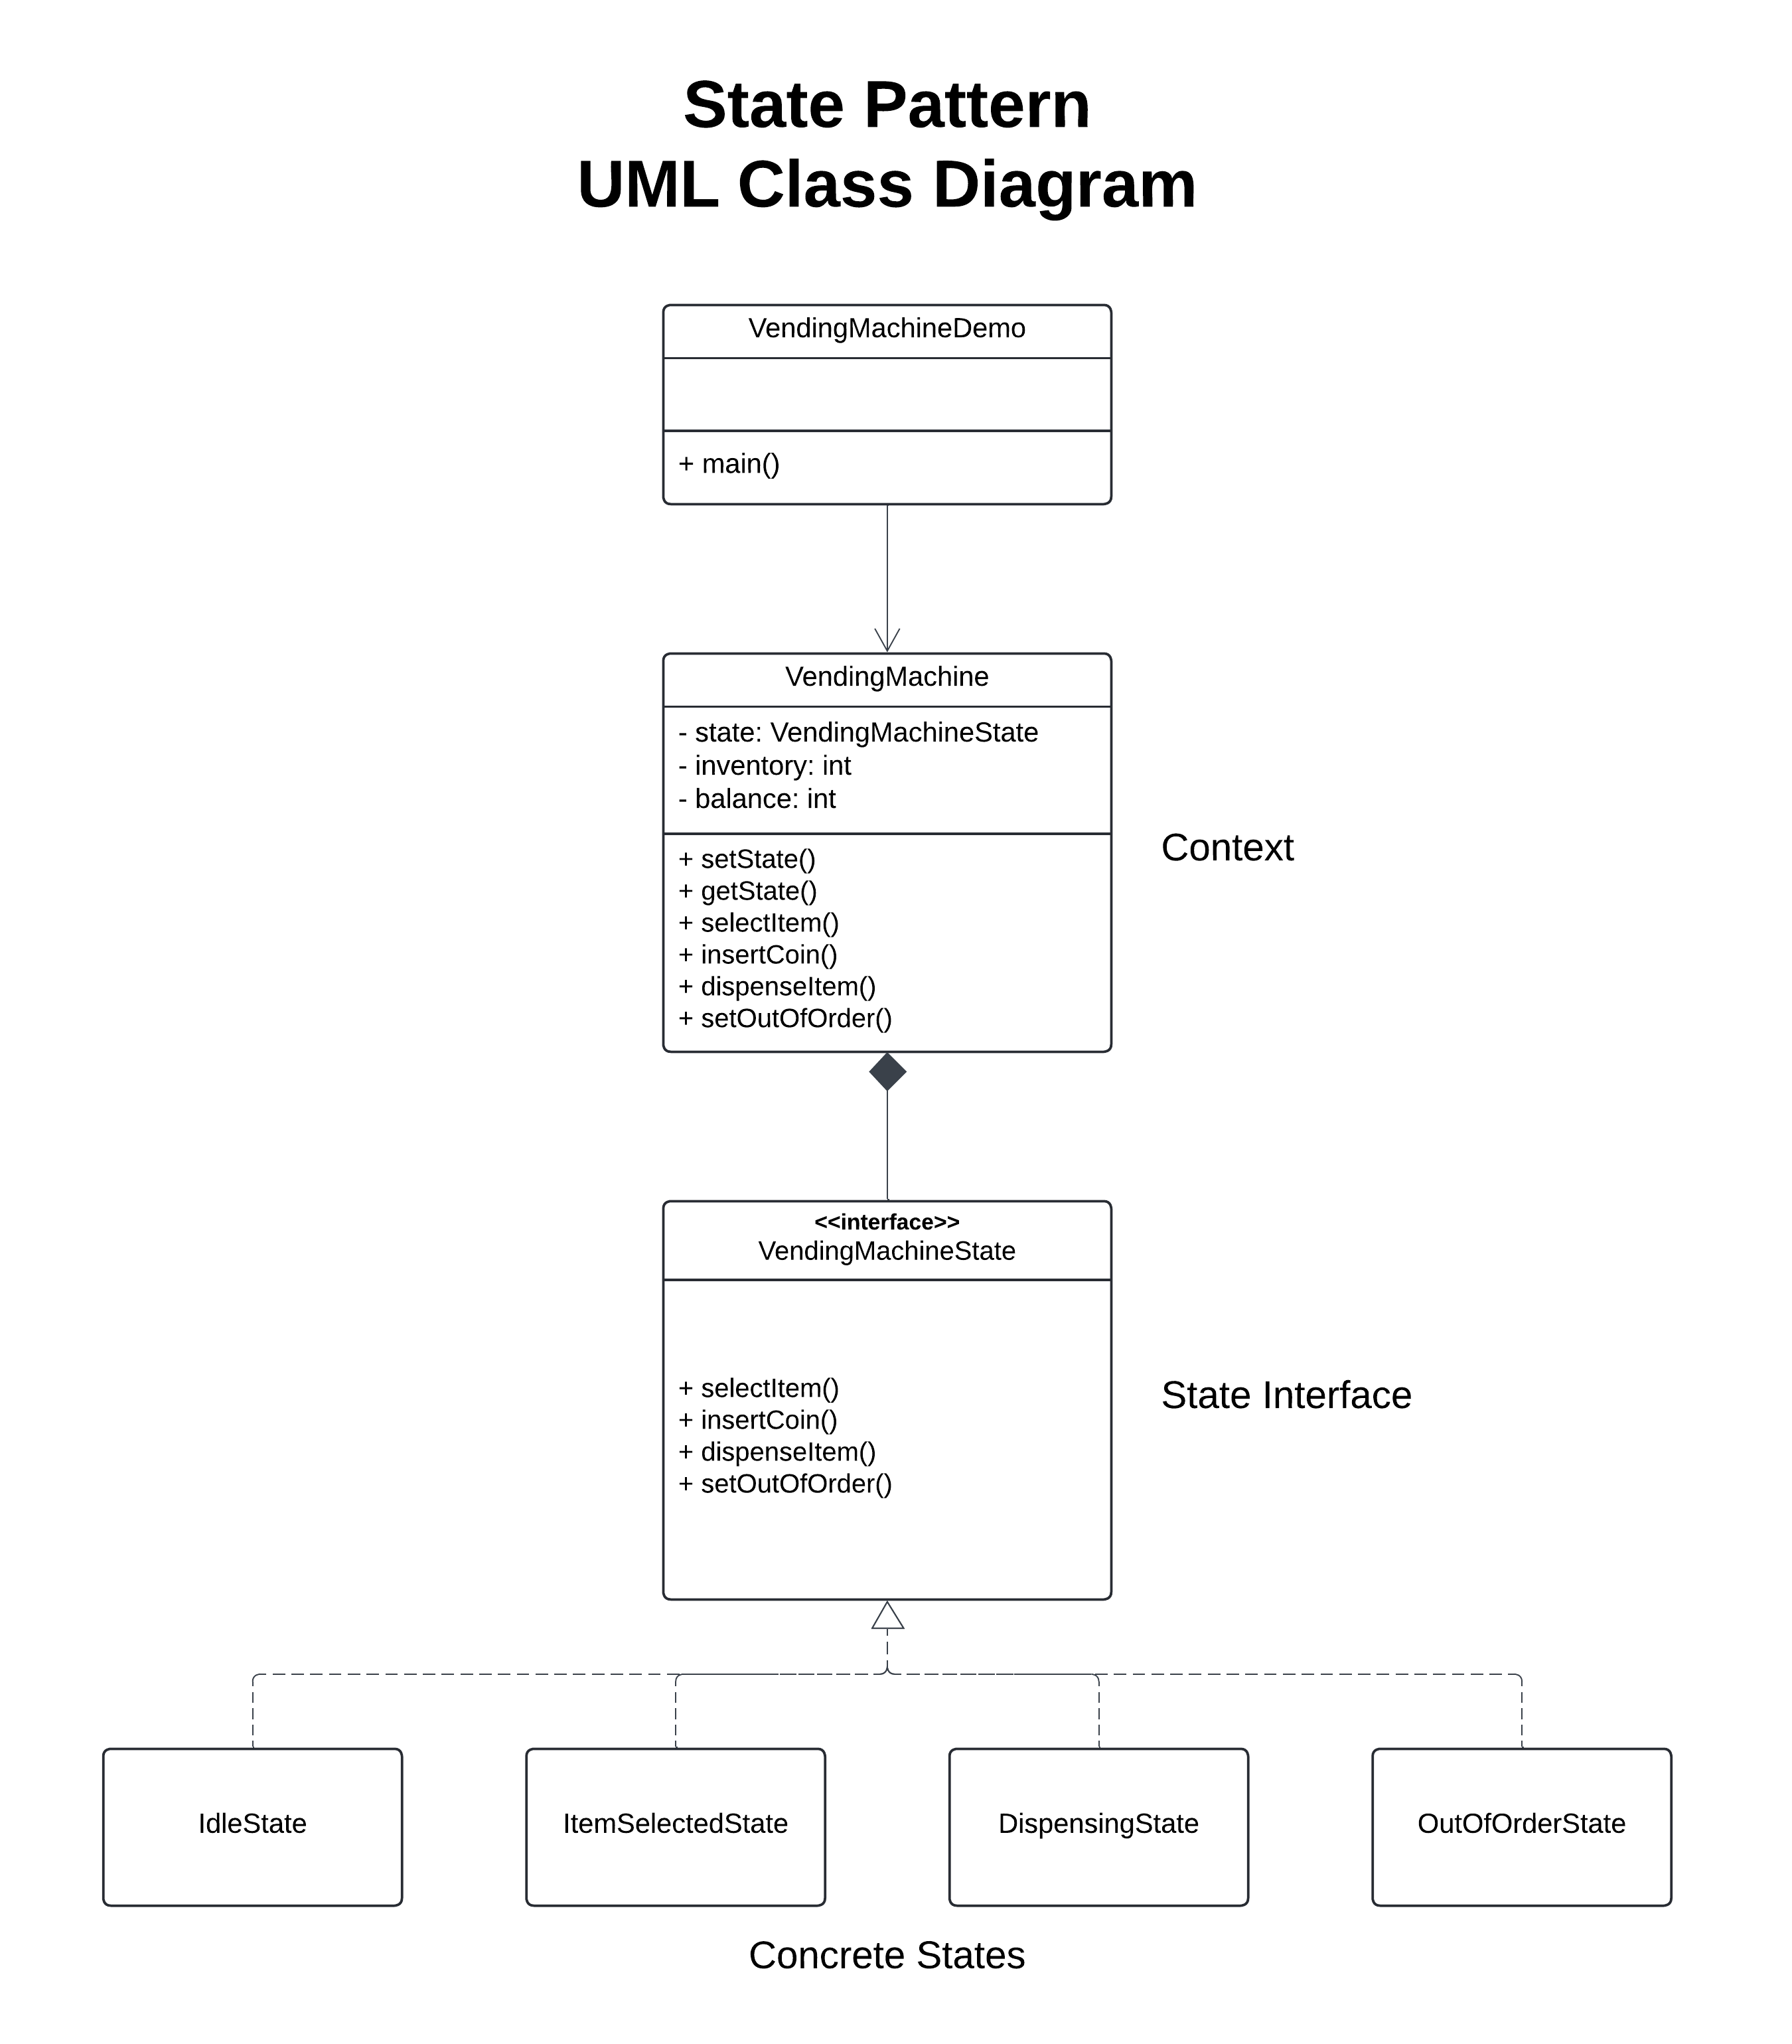 State Pattern
UML Class Diagram
VendingMachineDemo
+ main()
VendingMachine
- state: VendingMachineState
- inventory: int
- balance: int
+ setState()
+ getState()
+ selectItem()
+ insertCoin()
+ dispenseItem()
+ setOutOfOrder()
Context
<<interface>>
VendingMachineState
+ selectItem()
+ insertCoin()
+ dispenseItem()
+ setOutOfOrder()
State Interface
IdleState
ItemSelectedState
DispensingState
OutOfOrderState
Concrete States